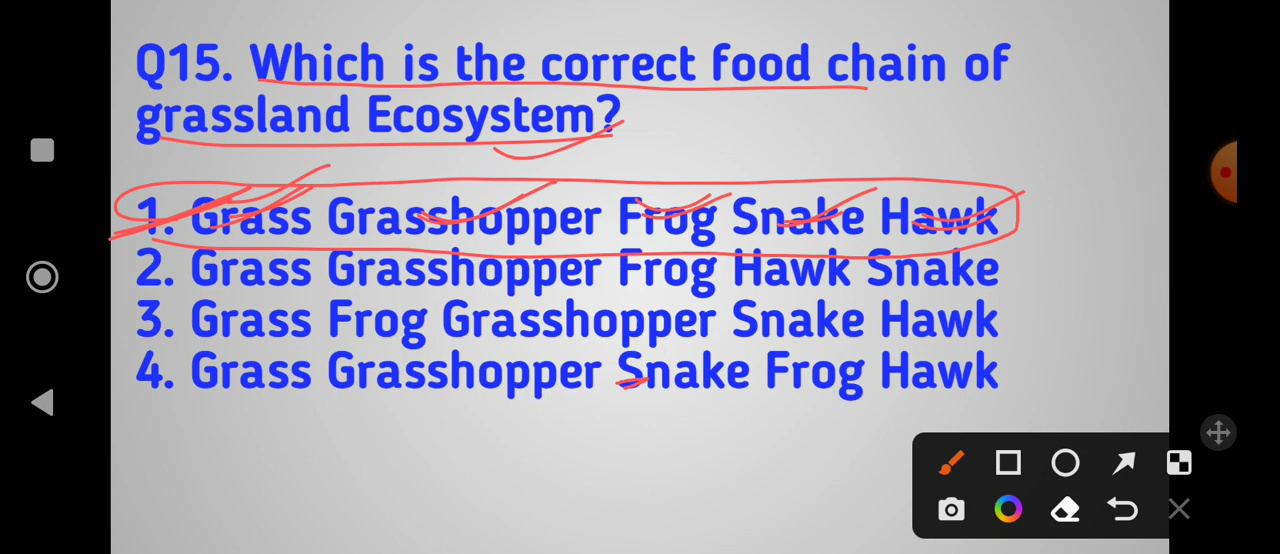 Q15. Which is the correct food chain of
grassland Ecosystem?
1. Grass Grasshopper Frog Snake Hawk
2. Grass Grasshopper Frog Hawk Snake
3. Grass Frog Grasshopper Snake Hawk
4. Grass Grasshopper Snake Frog Hawk